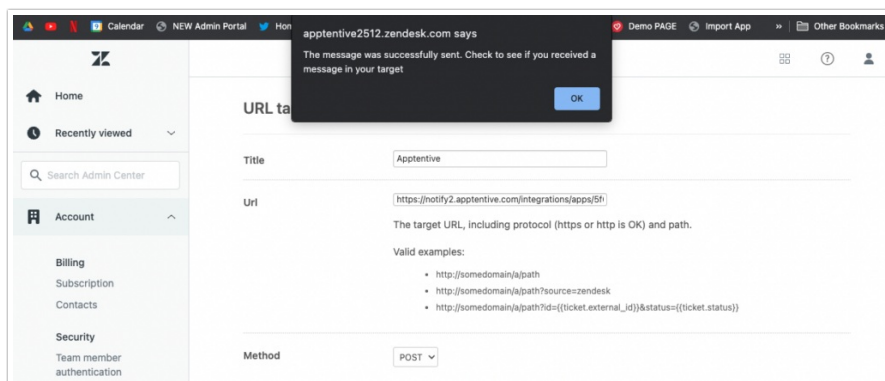 Calendar
NEW Admin Portal
Demo PAGE
Import App
»
Other Bookmarks
apptentive2512.zendesk.com says
The message was successfully sent. Check to see if you received a
message in your target
OK
Home
Recently viewed
Search Admin Center
Account
Billing
Subscription
Contacts
Security
Team member
authentication
Title
Apptentive
Url
https://notify2.apptentive.com/integrations/apps/
The target URL, including protocol (https or http is OK) and path.
Valid examples:
• http://somedomain/a/path
• http://somedomain/a/path?source=zendesk
• http://somedomain/a/path?id={{ticket.external_id}}&status={{ticket.status}}
Method
POST